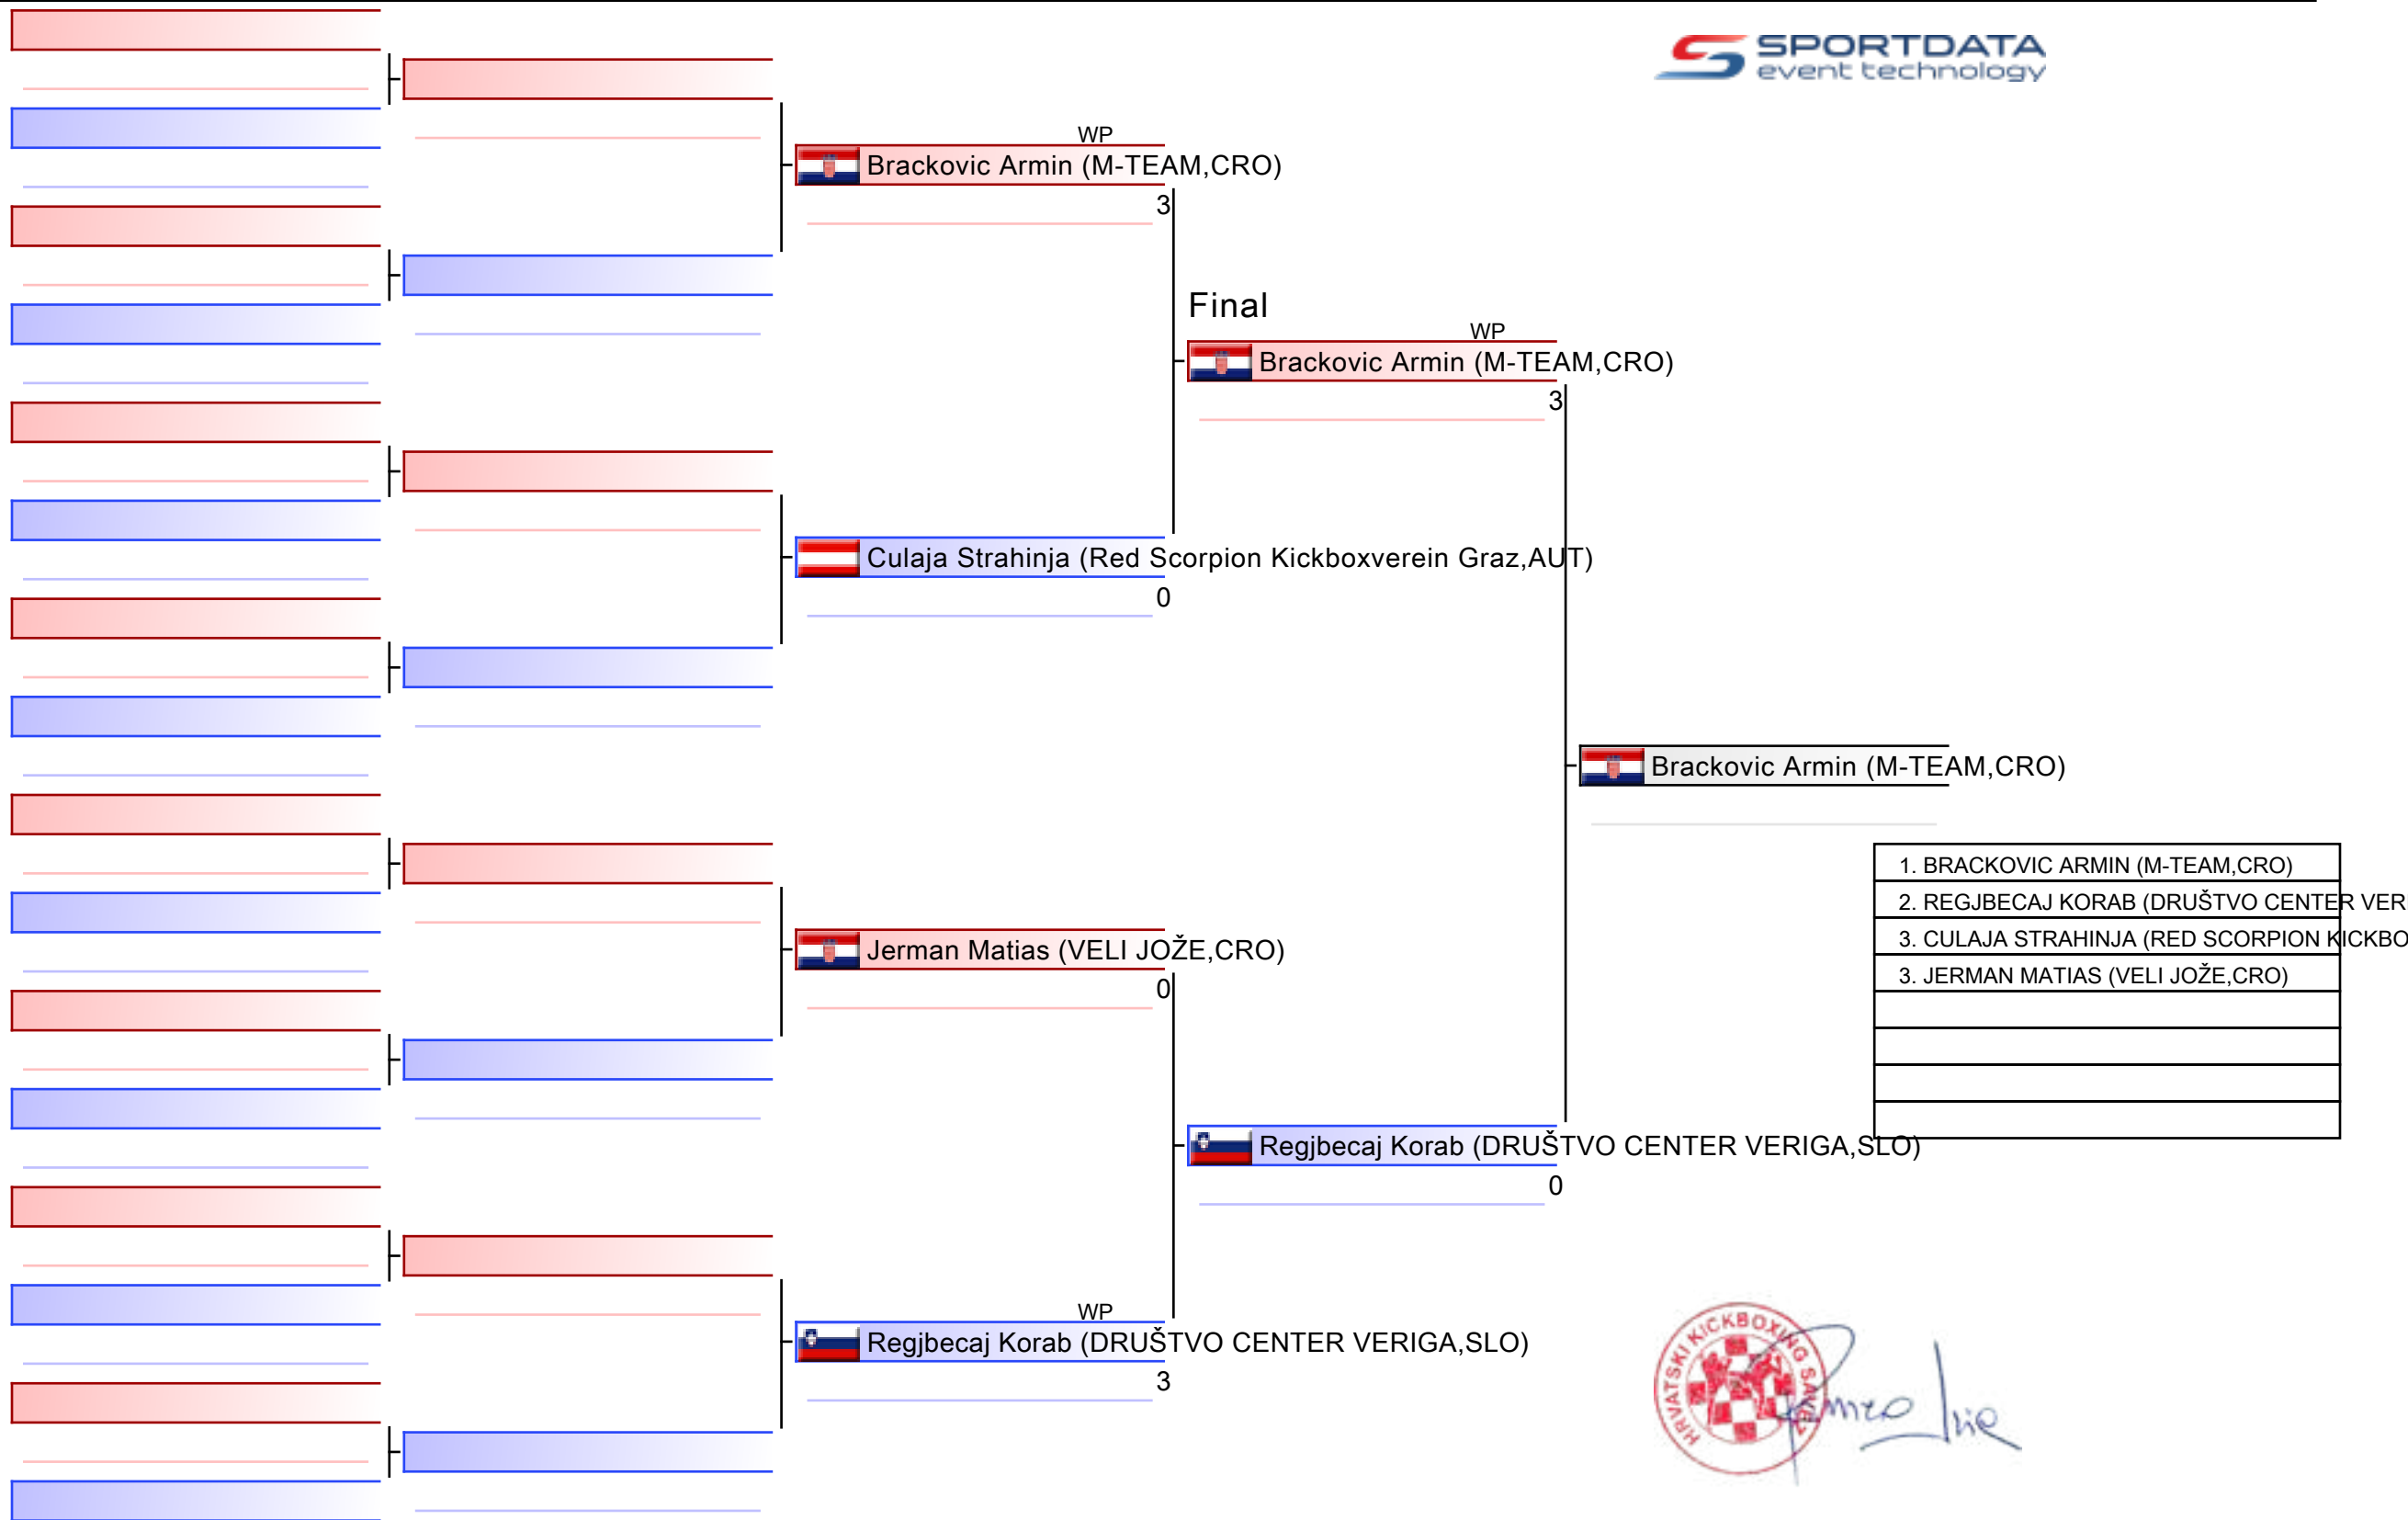 SPORTDATA
event technology
WP
Brackovic Armin (M-TEAM,CRO)
3
Final
WP
Brackovic Armin (M-TEAM,CRO)
3
Culaja Strahinja (Red Scorpion Kickboxverein Graz,AUT)
0
Brackovic Armin (M-TEAM,CRO)
1. BRACKOVIC ARMIN (M-TEAM,CRO)
2. REGJBECAJ KORAB (DRUŠTVO CENTER VER
3. CULAJA STRAHINJA (RED SCORPION KICKBO
3. JERMAN MATIAS (VELI JOŽE,CRO)
Jerman Matias (VELI JOŽE,CRO)
0
Regjbecaj Korab (DRUŠTVO CENTER VERIGA,SLO)
0
WP
Regjbecaj Korab (DRUŠTVO CENTER VERIGA,SLO)
3
HRVATSKI KICKBOXING SAVEZ